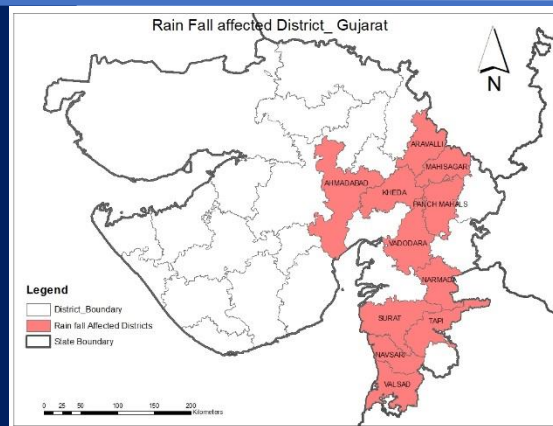 Rain Fall affected District_ Gujarat
N
ARAVALLI
MAHISAGAR
AHMADABAD
KHEDA
PANCH MAHALS
VADODARA
NARMADA
SURAT
TAPI
NAVSARI
VALSAD
Legend
District_Boundary
Rain fall Affected Districts
State Boundary
0 25 50 100 150 200
Kilometers